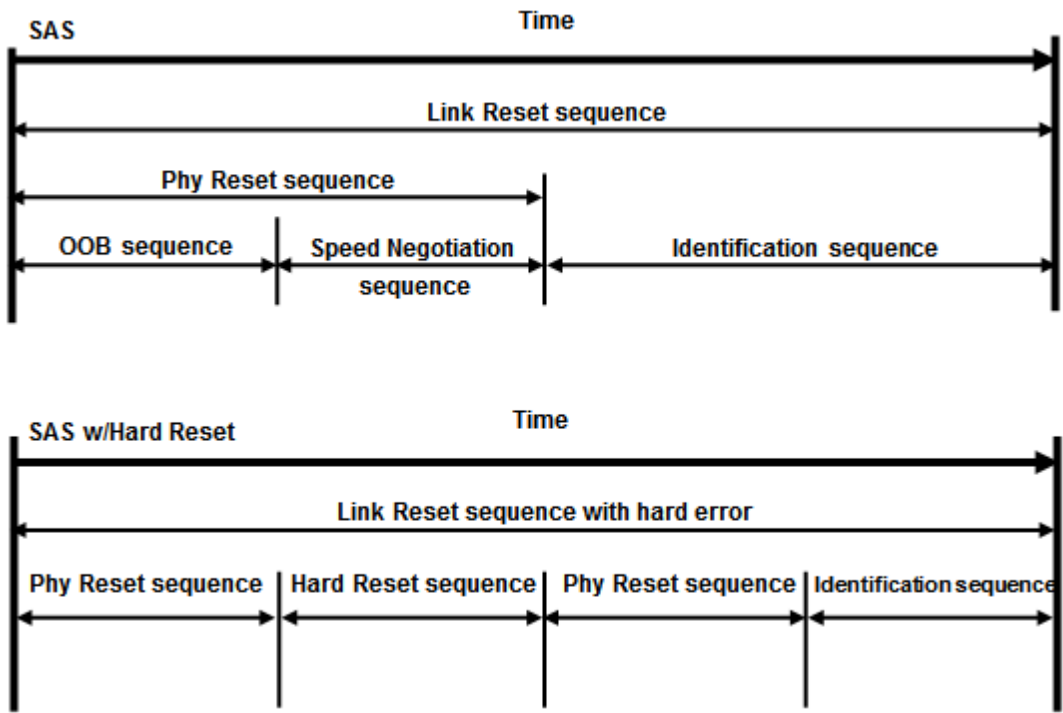 SAS
Time
Link Reset sequence
Phy Reset sequence
OOB sequence
Speed Negotiation
sequence
Identification sequence
SAS w/Hard Reset
Time
Link Reset sequence with hard error
Phy Reset sequence
Hard Reset sequence
Phy Reset sequence
Identification sequence